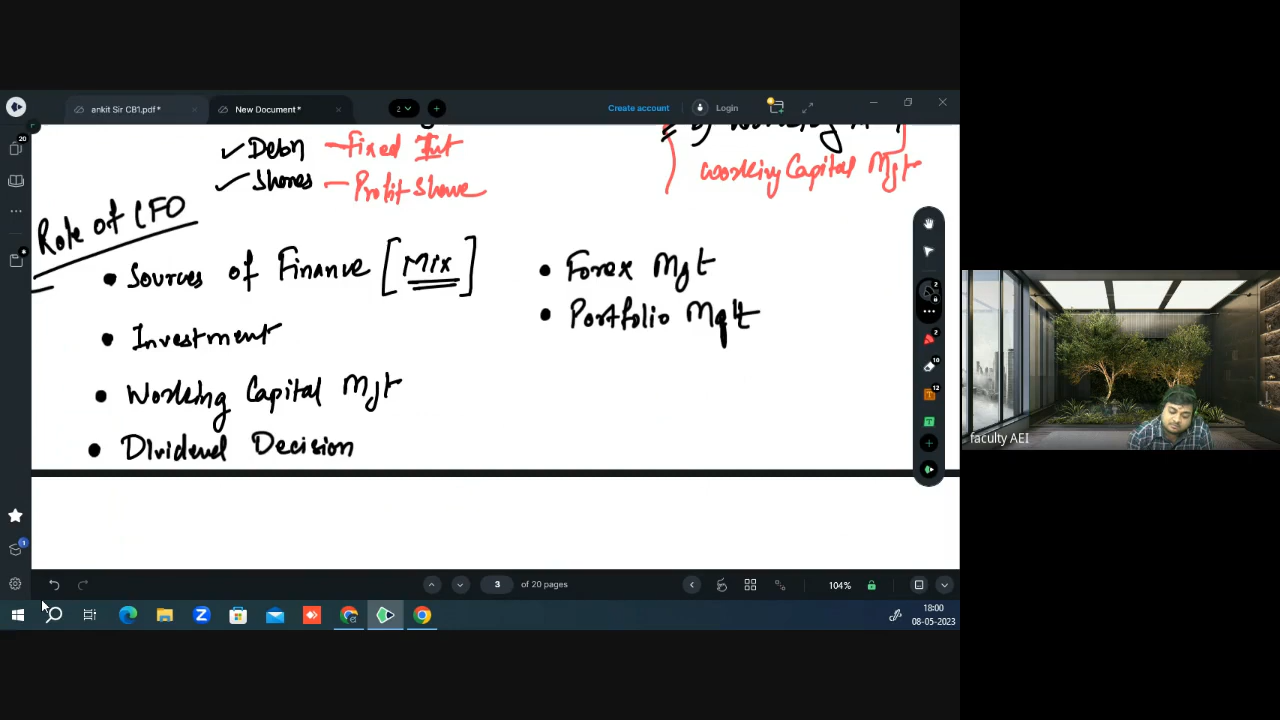 ankit Sir CB1.pdf*
New Document*
2
Create account
Login
Debn - Fixed Int
Shares - Profit Share
Working Capital Mgt
Role of CFO
• Sources of Finance [Mix]
• Investment
• Working Capital Mgt
• Dividend Decision
• Forex Mgt
• Portfolio Mgt
faculty AEI
3 of 20 pages
104%
18:00
08-05-2023